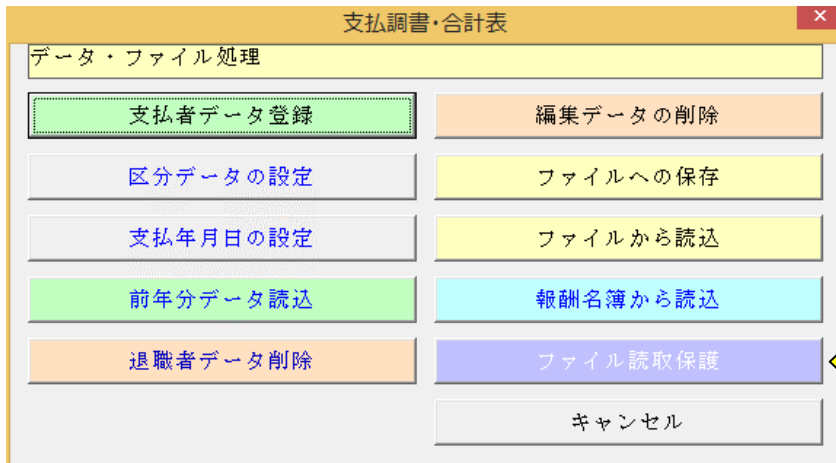 支払調書・合計表
データ・ファイル処理
支払者データ登録
編集データの削除
区分データの設定
ファイルへの保存
支払年月日の設定
ファイルから読込
前年分データ読込
報酬名簿から読込
退職者データ削除
ファイル読取保護
キャンセル